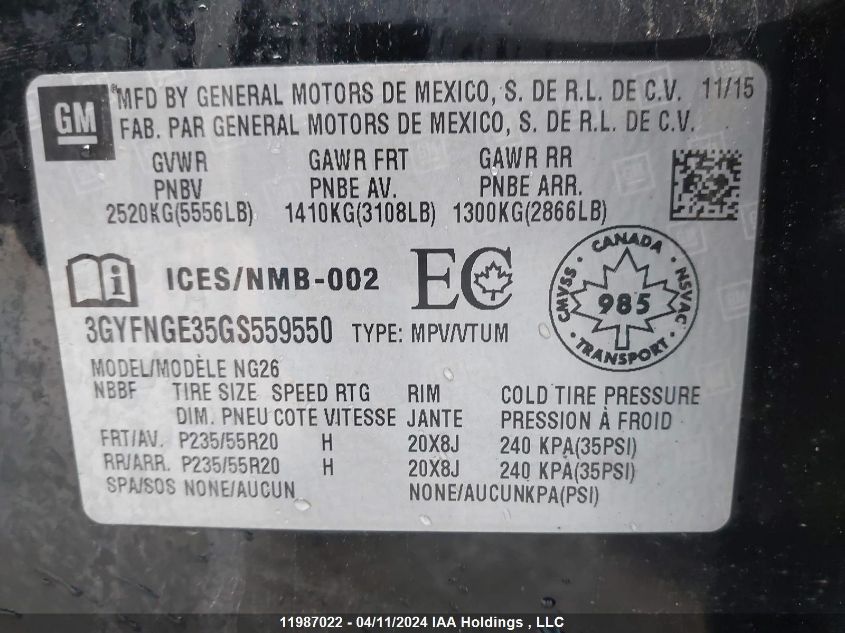 GM
®MFD BY GENERAL MOTORS DE MEXICO, S. DE R.L. DE C.V. 11/15
FAB. PAR GENERAL MOTORS DE MEXICO, S. DE R.L. DE C.V.
GVWR GAWR FRT GAWR RR
PNBV PNBE AV. PNBE ARR.
2520KG(5556LB) 1410KG(3108LB) 1300KG(2866LB)
i ICES/NMB-002 EC
CANADA
CMVSS 985 NSVAC
TRANSPORT
3GYFNGE35GS559550 TYPE: MPV/VTUM
MODEL/MODÈLE NG26
NBBF TIRE SIZE SPEED RTG RIM COLD TIRE PRESSURE
DIM. PNEU COTE VITESSE JANTE PRESSION À FROID
FRT/AV. P235/55R20 H 20X8J 240 KPA(35PSI)
RR/ARR. P235/55R20 H 20X8J 240 KPA(35PSI)
SPA/SOS NONE/AUCUN NONE/AUCUNKPA(PSI)
11987022 - 04/11/2024 IAA Holdings , LLC